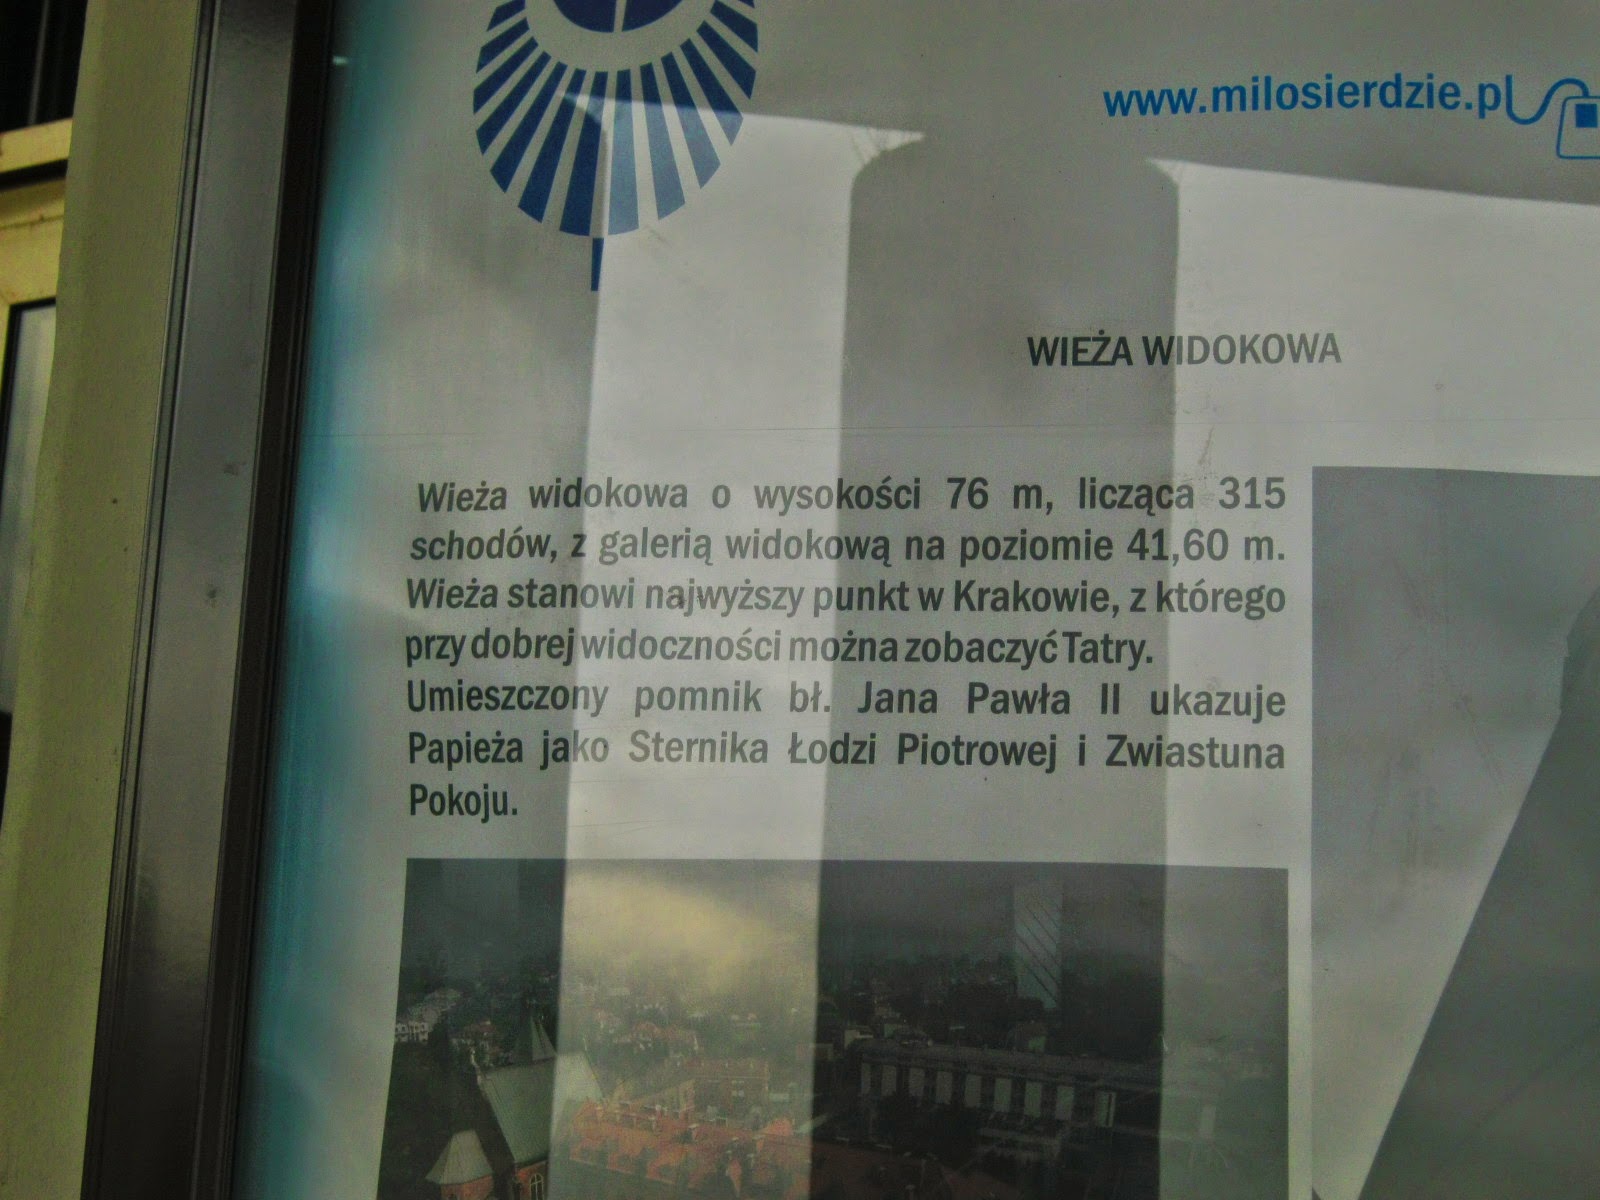 www.milosierdzie.pl
WIEŻA WIDOKOWA
Wieża widokowa o wysokości 76 m, licząca 315
schodów, z galerią widokową na poziomie 41,60 m.
Wieża stanowi najwyższy punkt w Krakowie, z którego
przy dobrej widoczności można zobaczyć Tatry.
Umieszczony pomnik bł. Jana Pawła II ukazuje
Papieża jako Sternika Łodzi Piotrowej i Zwiastuna
Pokoju.